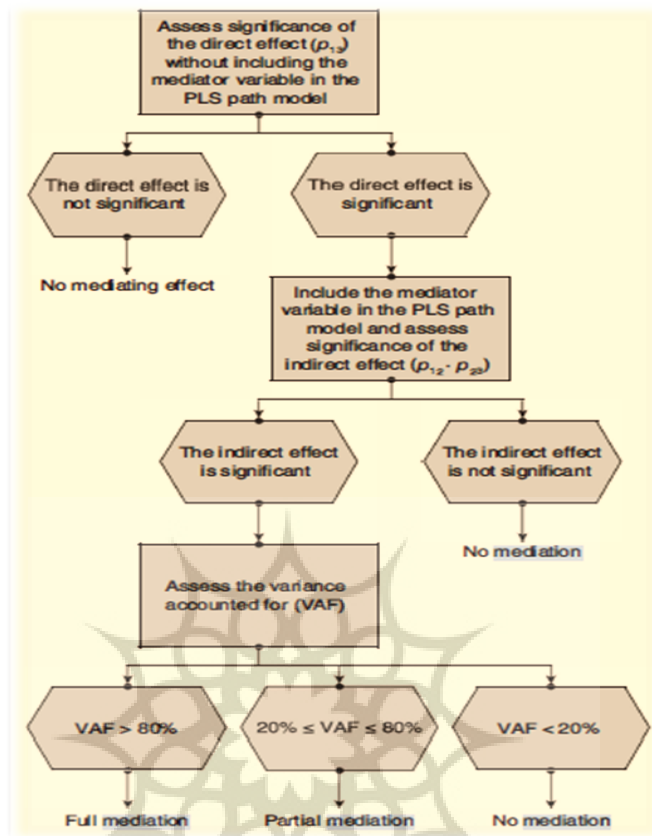 Assess significance of
the direct effect (p₁₃)
without including the
mediator variable in the
PLS path model
The direct effect is
not significant
The direct effect is
significant
No mediating effect
Include the mediator
variable in the PLS path
model and assess
significance of the
indirect effect (p₁₂· p₂₃)
The indirect effect
is significant
The indirect effect
is not significant
No mediation
Assess the variance
accounted for (VAF)
VAF > 80%
20% ≤ VAF ≤ 80%
VAF < 20%
Full mediation
Partial mediation
No mediation